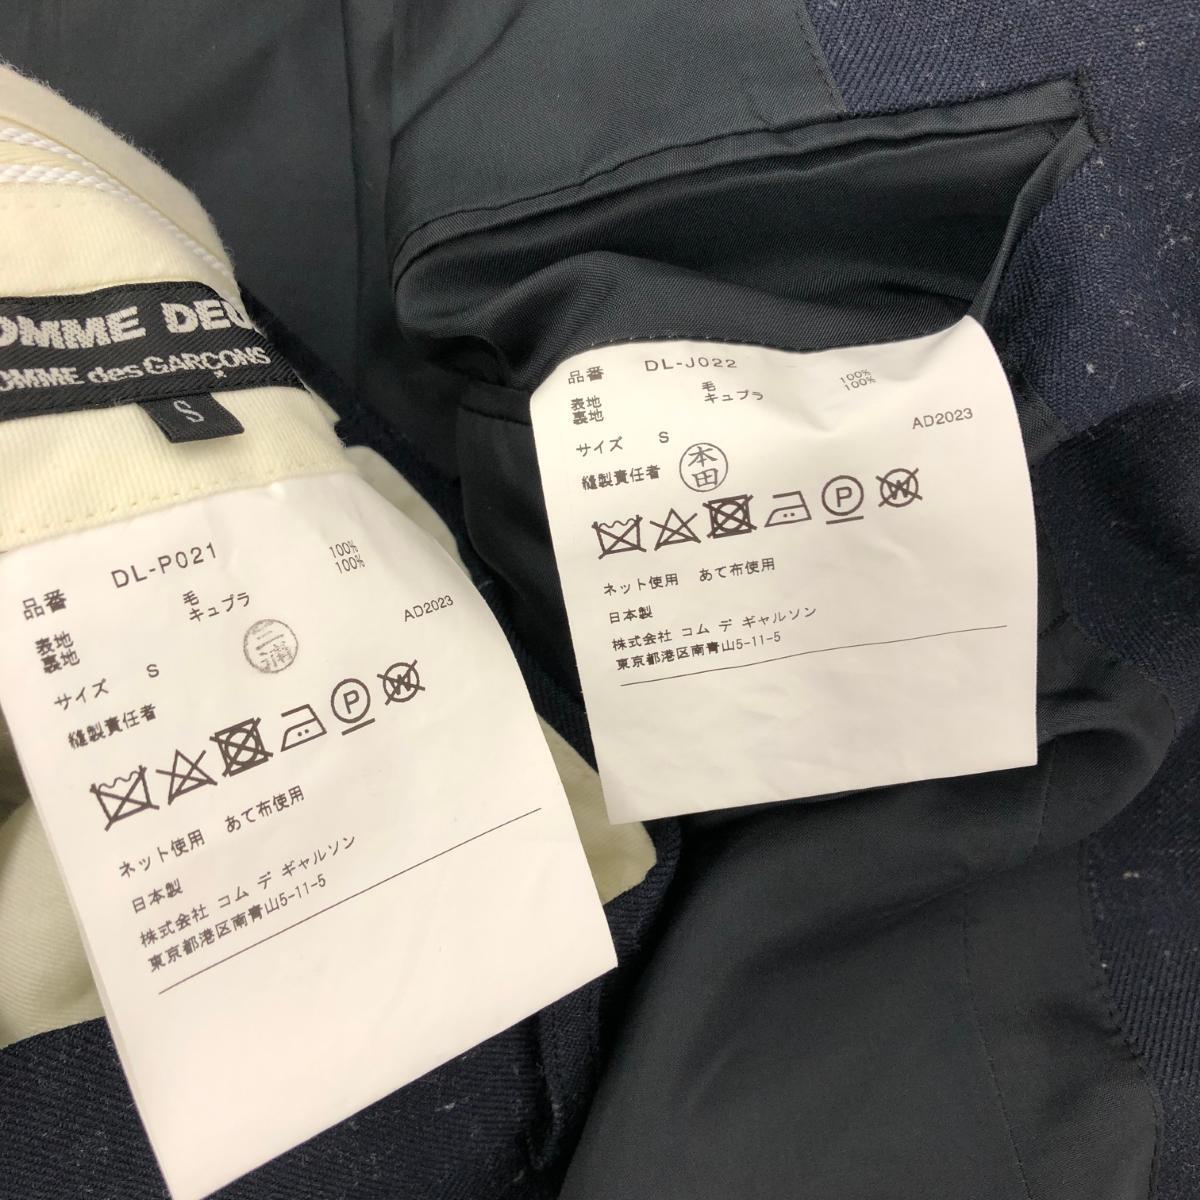 OMME DEU
OMME des GARÇONS
S
品番 DL-P021
表地 毛 100%
裏地 キュプラ 100%
AD2023
サイズ S
縫製責任者 三浦
P
W
ネット使用 あて布使用
日本製
株式会社 コム デ ギャルソン
東京都港区南青山5-11-5
品番 DL-J022
表地 毛 100%
裏地 キュプラ 100%
AD2023
サイズ S
縫製責任者 本田
P
W
ネット使用 あて布使用
日本製
株式会社 コム デ ギャルソン
東京都港区南青山5-11-5